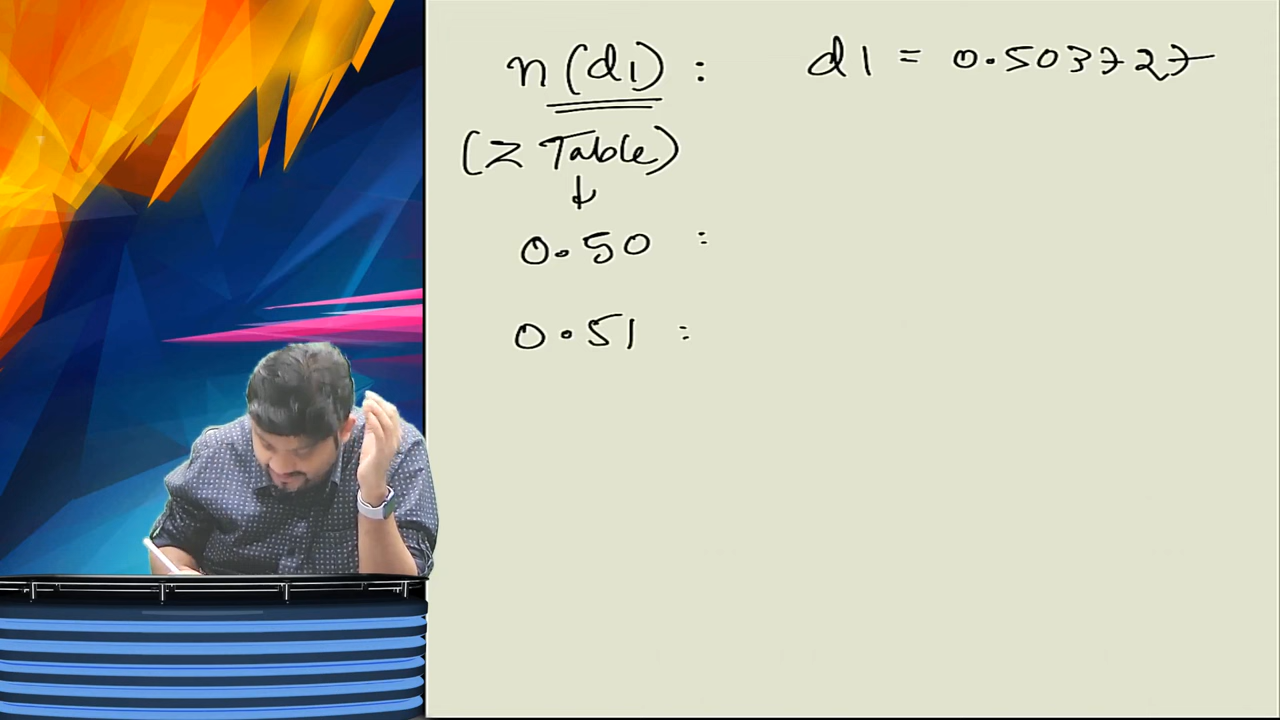 n(d1) : d1 = 0.503727
(Z Table)
↓
0.50 :
0.51 :